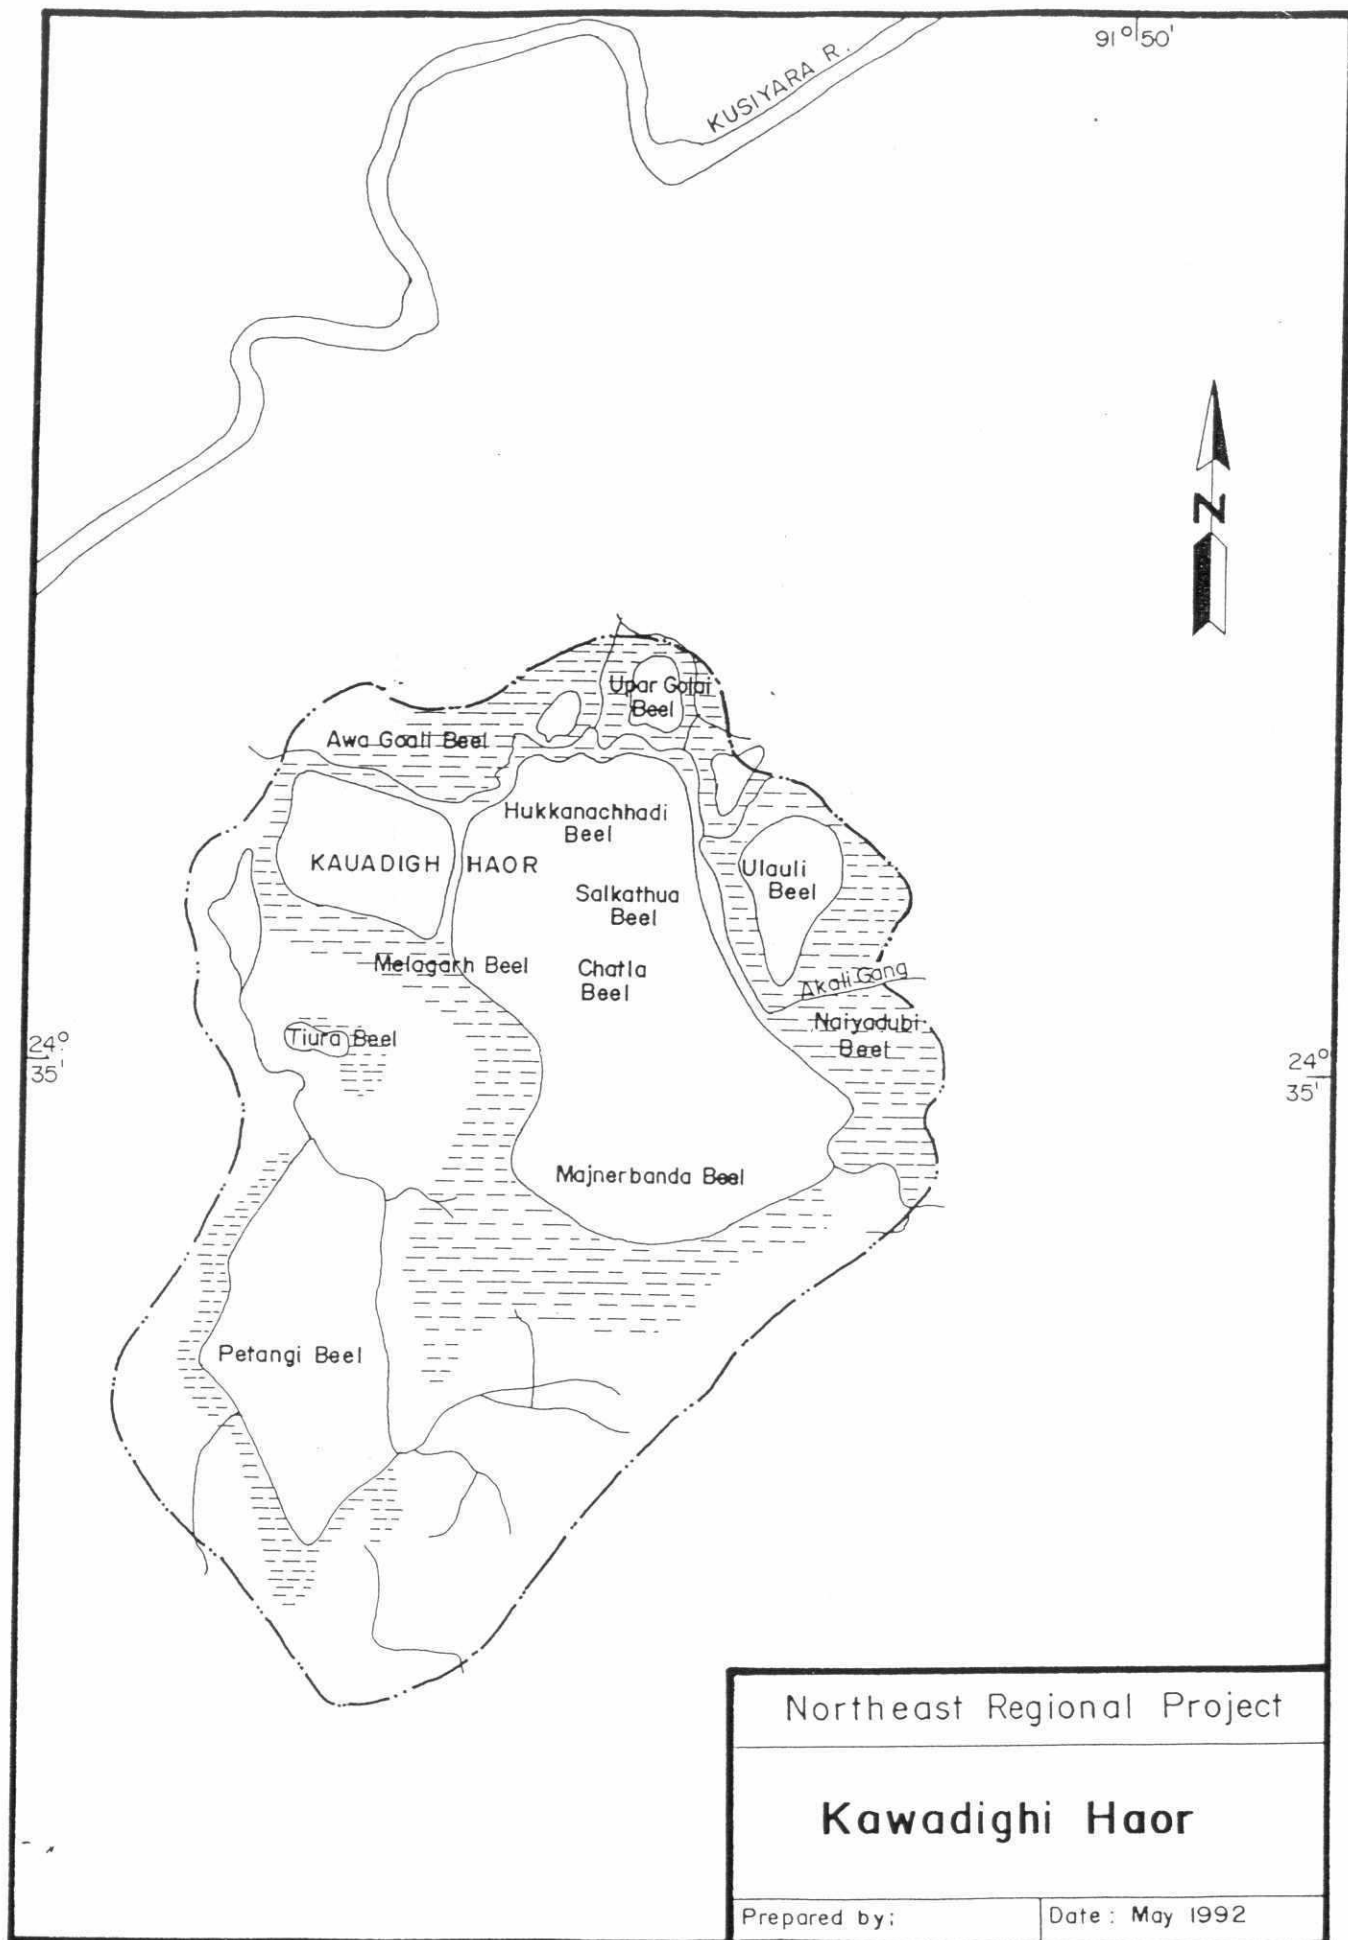 91°50'
KUSIYARA R.
N
Upar Golai
Beel
Awa Goali Beel
Hukkanachhadi
Beel
KAUADIGH HAOR
Ulauli
Beel
Salkathua
Beel
Melagarh Beel
Chatla
Beel
Akali Gang
Naiyadubi
Beel
Tiura Beel
24°
35'
24°
35'
Majnerbanda Beel
Petangi Beel
Northeast Regional Project
Kawadighi Haor
Prepared by:
Date : May 1992